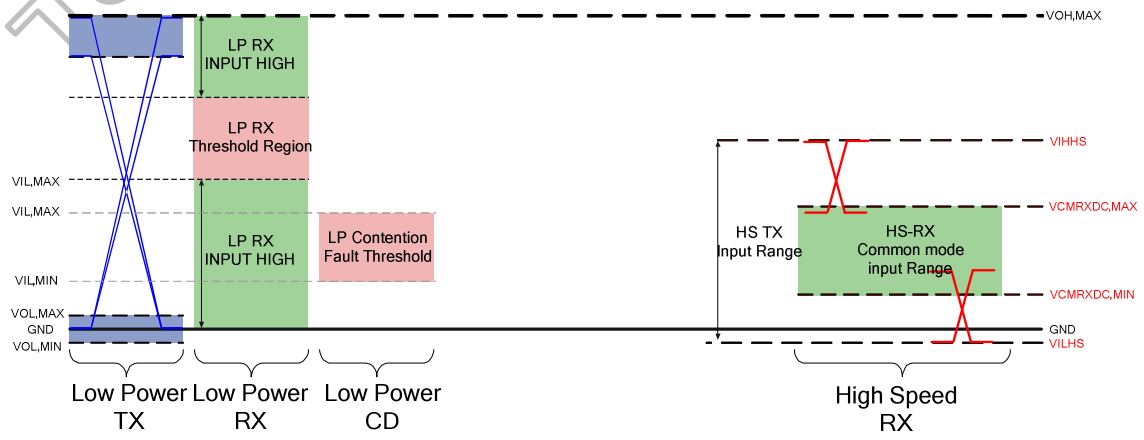 VOH,MAX
LP RX
INPUT HIGH
LP RX
Threshold Region
VIHHS
VIL,MAX
VIL,MAX
VCMRXDC,MAX
LP RX
INPUT HIGH
LP Contention
Fault Threshold
HS TX
Input Range
HS-RX
Common mode
input Range
VIL,MIN
VCMRXDC,MIN
VOL,MAX
GND
GND
VOL,MIN
VILHS
Low Power
TX
Low Power
RX
Low Power
CD
High Speed
RX